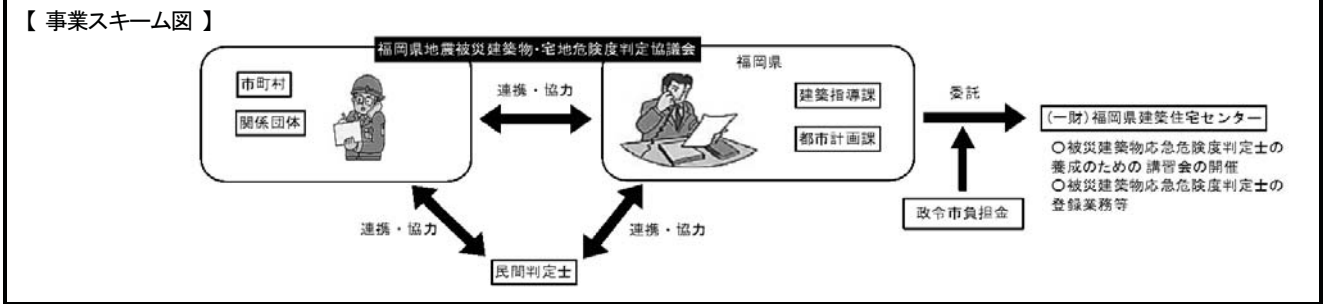 【 事業スキーム図 】
福岡県地震被災建築物・宅地危険度判定協議会
市町村
関係団体
連携・協力
福岡県
建築指導課
都市計画課
委託
(一財)福岡県建築住宅センター
○被災建築物応急危険度判定士の
養成のための 講習会の開催
○被災建築物応急危険度判定士の
登録業務等
政令市負担金
連携・協力
連携・協力
民間判定士